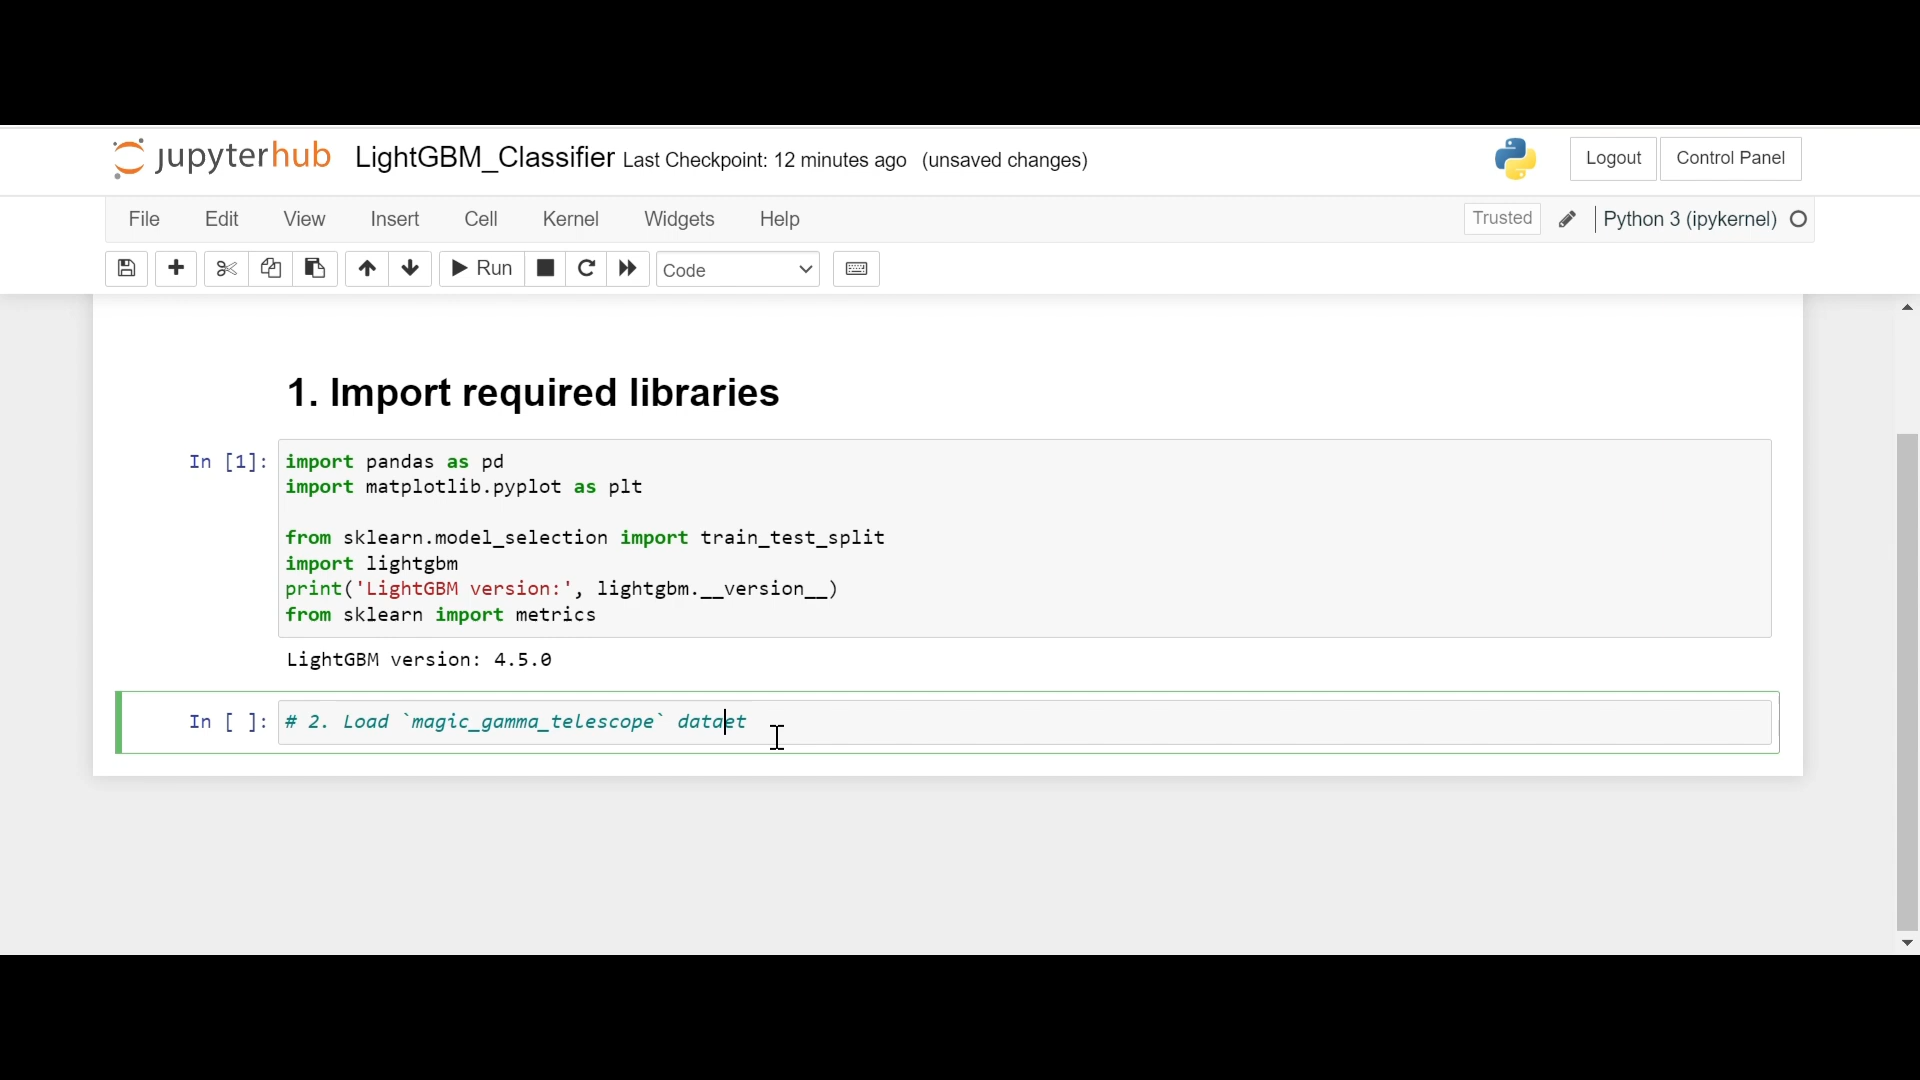 jupyterhub LightGBM_Classifier Last Checkpoint: 12 minutes ago (unsaved changes) Logout Control Panel
File Edit View Insert Cell Kernel Widgets Help Trusted Python 3 (ipykernel)
Run Code
1. Import required libraries
In [1]: import pandas as pd
import matplotlib.pyplot as plt
from sklearn.model_selection import train_test_split
import lightgbm
print('LightGBM version:', lightgbm.__version__)
from sklearn import metrics
LightGBM version: 4.5.0
In [ ]: # 2. Load `magic_gamma_telescope` dataet